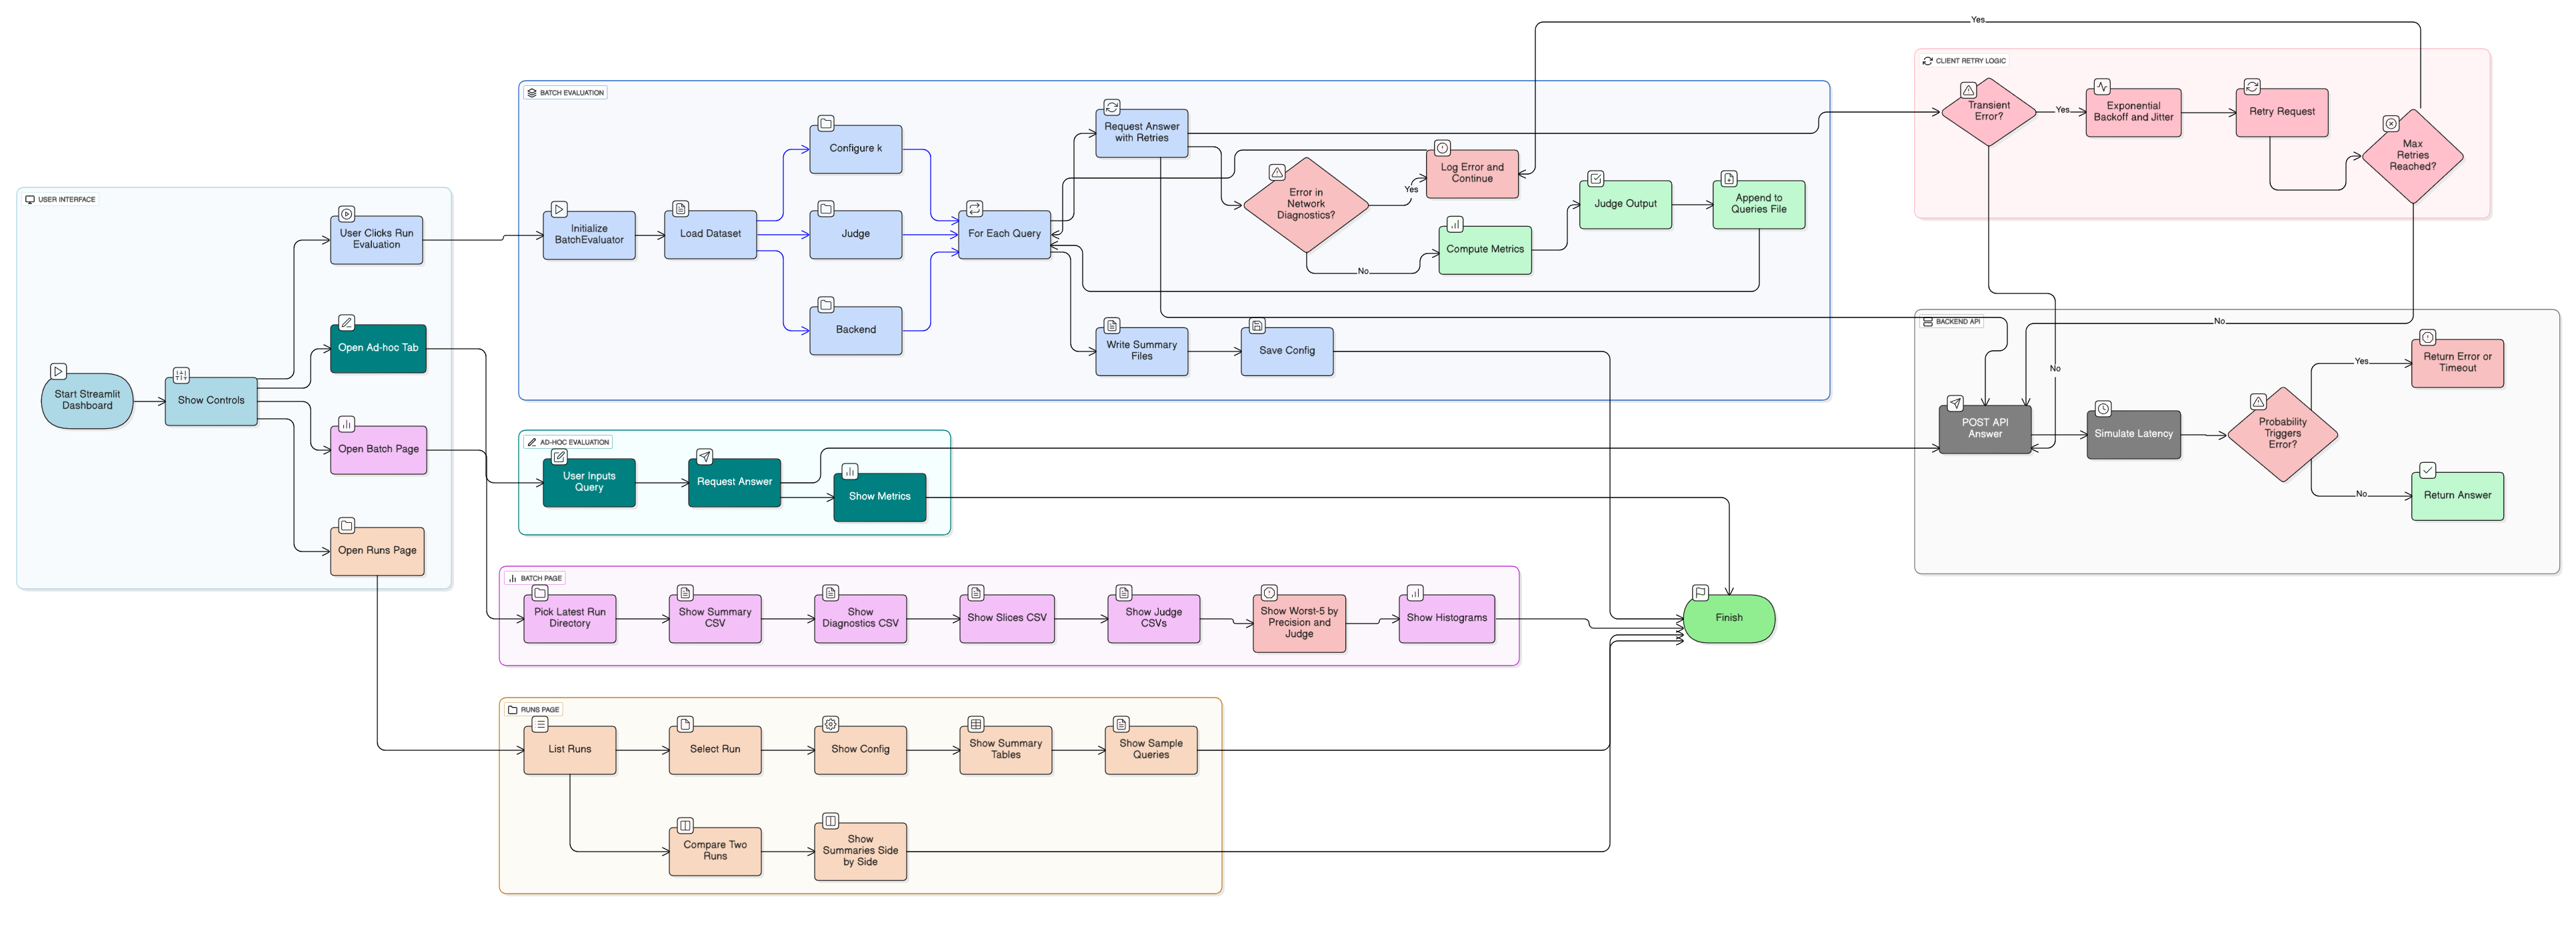 USER INTERFACE
Start Streamlit
Dashboard
Show Controls
User Clicks Run
Evaluation
Open Ad-hoc Tab
Open Batch Page
Open Runs Page
BATCH EVALUATION
Initialize
BatchEvaluator
Load Dataset
Configure k
Judge
Backend
For Each Query
Request Answer
with Retries
Error in
Network
Diagnostics?
Yes
No
Log Error and
Continue
Compute Metrics
Judge Output
Append to
Queries File
Write Summary
Files
Save Config
Yes
CLIENT RETRY LOGIC
Transient
Error?
Yes
Exponential
Backoff and Jitter
Retry Request
Max
Retries
Reached?
No
No
BACKEND API
POST API
Answer
Simulate Latency
Probability
Triggers
Error?
Yes
No
Return Error or
Timeout
Return Answer
AD-HOC EVALUATION
User Inputs
Query
Request Answer
Show Metrics
BATCH PAGE
Pick Latest Run
Directory
Show Summary
CSV
Show
Diagnostics CSV
Show Slices CSV
Show Judge
CSVs
Show Worst-5 by
Precision and
Judge
Show Histograms
Finish
RUNS PAGE
List Runs
Select Run
Show Config
Show Summary
Tables
Show Sample
Queries
Compare Two
Runs
Show
Summaries Side
by Side